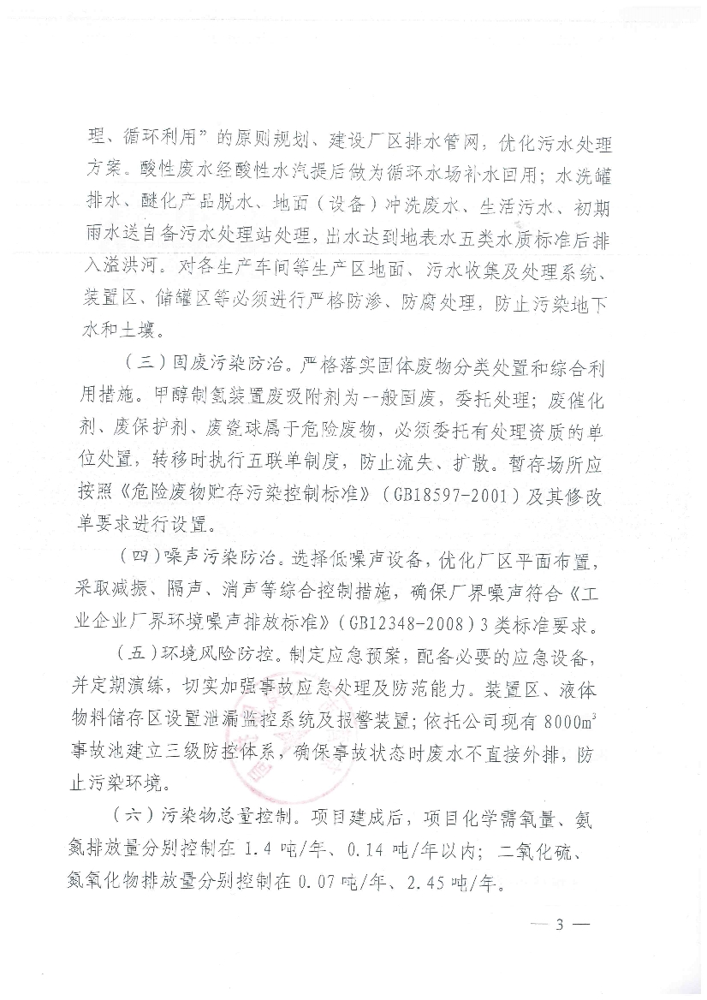 理、循环利用”的原则规划、建设厂区排水管网，优化污水处理
方案。酸性废水经酸性水汽提后做为循环水场补水回用；水洗罐
排水、醚化产品脱水、地面（设备）冲洗废水、生活污水、初期
雨水送自备污水处理站处理，出水达到地表水五类水质标准后排
入溢洪河。对各生产车间等生产区地面、污水收集及处理系统、
装置区、储罐区等必须进行严格防渗、防腐处理，防止污染地下
水和土壤。
（三）固废污染防治。严格落实固体废物分类处置和综合利
用措施。甲醇制氢装置废吸附剂为一般固废，委托处理；废催化
剂、废保护剂、废瓷球属于危险废物，必须委托有处理资质的单
位处置，转移时执行五联单制度，防止流失、扩散。暂存场所应
按照《危险废物贮存污染控制标准》（GB18597-2001）及其修改
单要求进行设置。
（四）噪声污染防治。选择低噪声设备，优化厂区平面布置，
采取减振、隔声、消声等综合控制措施，确保厂界噪声符合《工
业企业厂界环境噪声排放标准》（GB12348-2008）3 类标准要求。
（五）环境风险防控。制定应急预案，配备必要的应急设备，
并定期演练，切实加强事故应急处理及防范能力。装置区、液体
物料储存区设置泄漏监控系统及报警装置；依托公司现有 8000m³
事故池建立三级防控体系，确保事故状态时废水不直接外排，防
止污染环境。
（六）污染物总量控制。项目建成后，项目化学需氧量、氨
氮排放量分别控制在 1.4 吨/年、0.14 吨/年以内；二氧化硫、
氮氧化物排放量分别控制在 0.07 吨/年、2.45 吨/年。
— 3 —